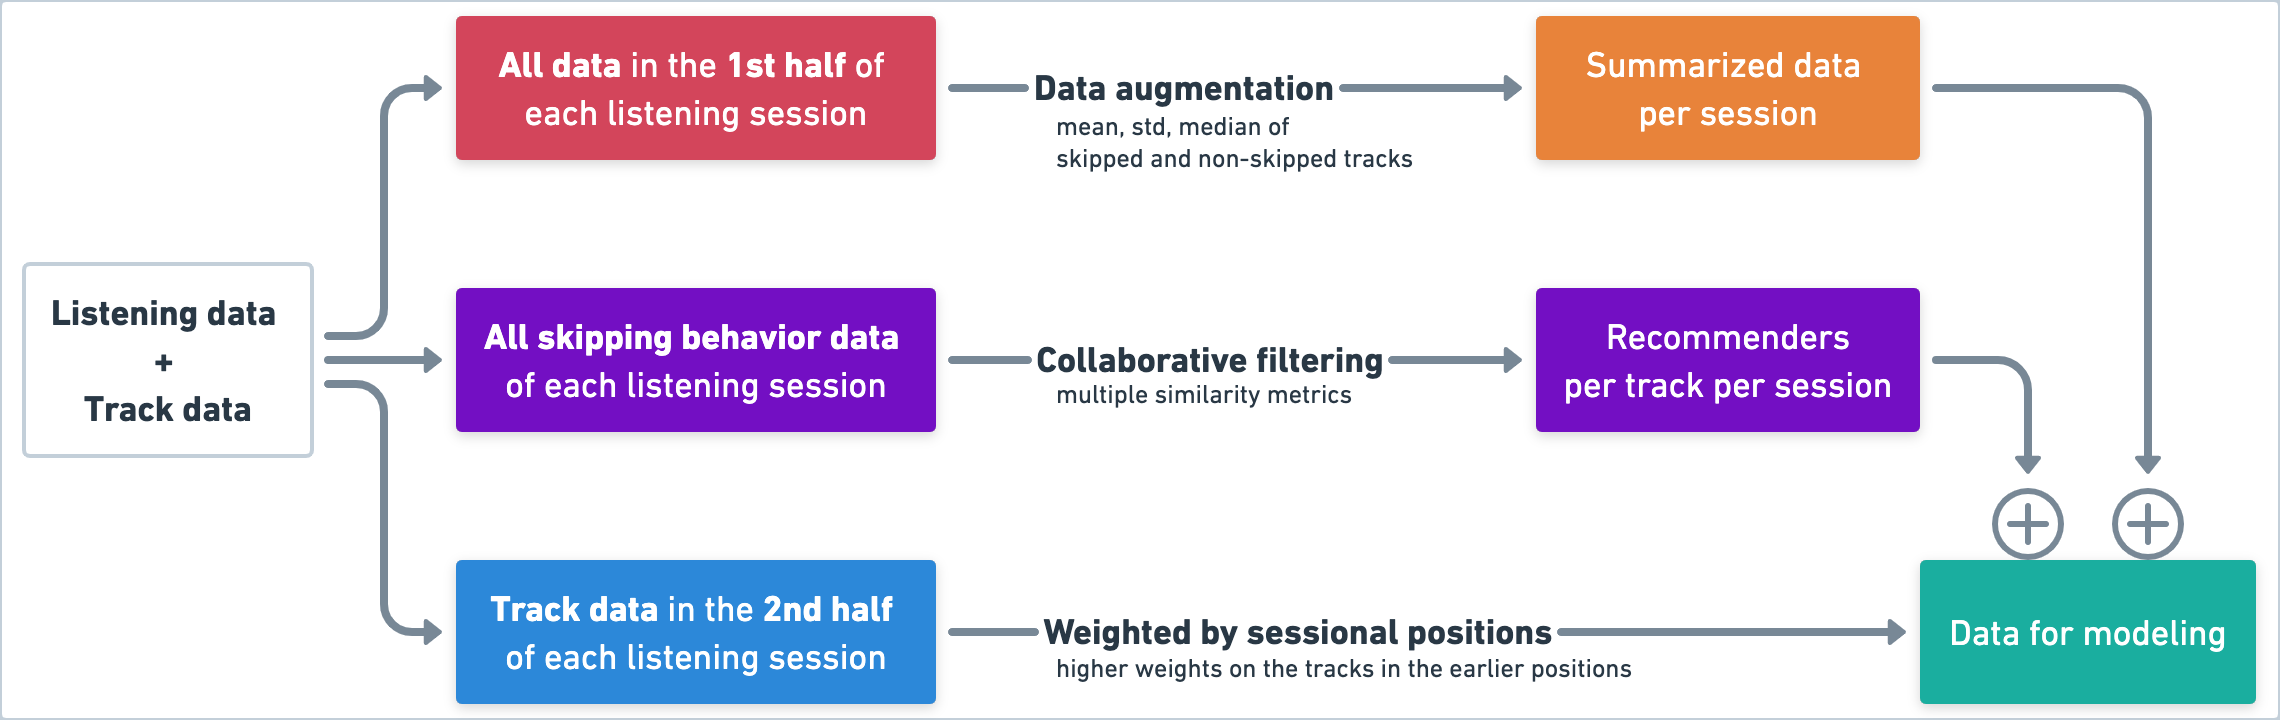 All data in the 1st half of
each listening session
Data augmentation
mean, std, median of
skipped and non-skipped tracks
Summarized data
per session
Listening data
+
Track data
All skipping behavior data
of each listening session
Collaborative filtering
multiple similarity metrics
Recommenders
per track per session
Track data in the 2nd half
of each listening session
Weighted by sessional positions
higher weights on the tracks in the earlier positions
Data for modeling